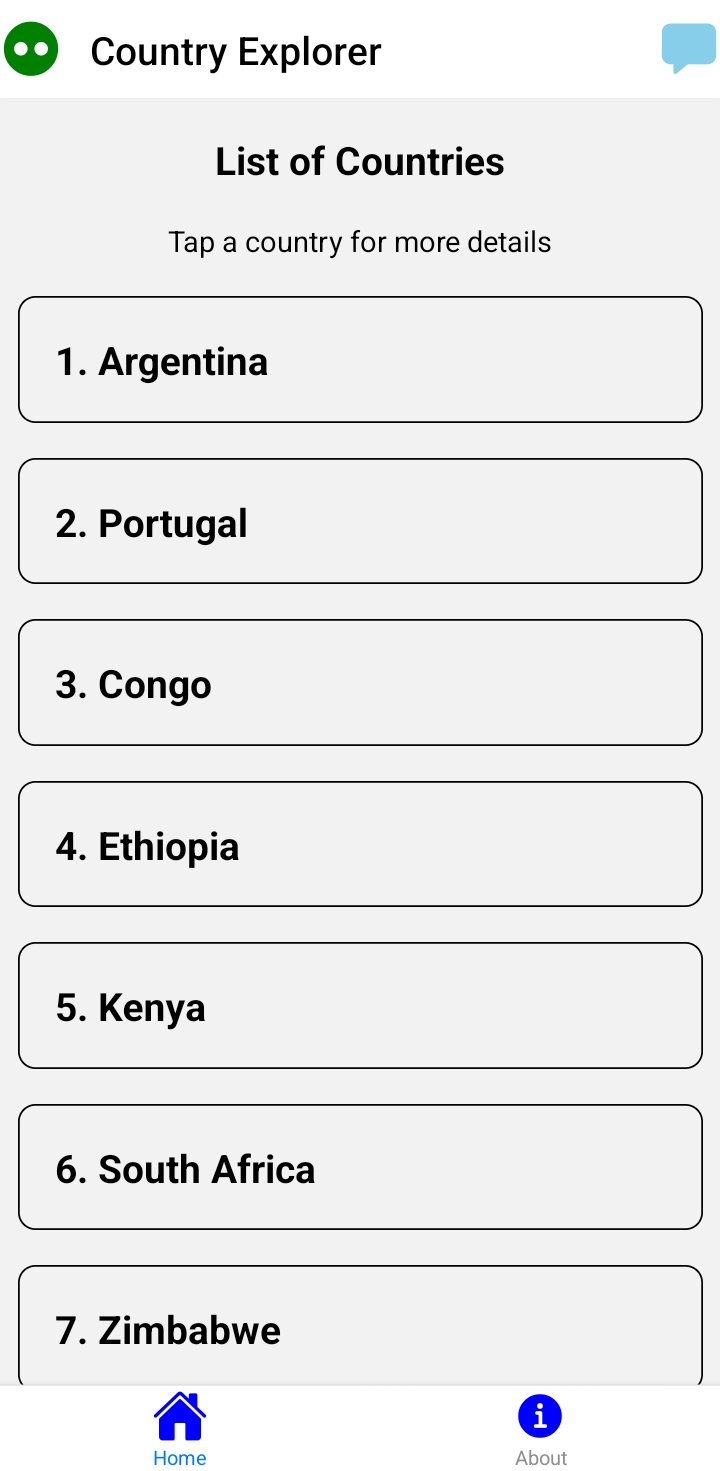 Country Explorer
List of Countries
Tap a country for more details
1. Argentina
2. Portugal
3. Congo
4. Ethiopia
5. Kenya
6. South Africa
7. Zimbabwe
Home
About